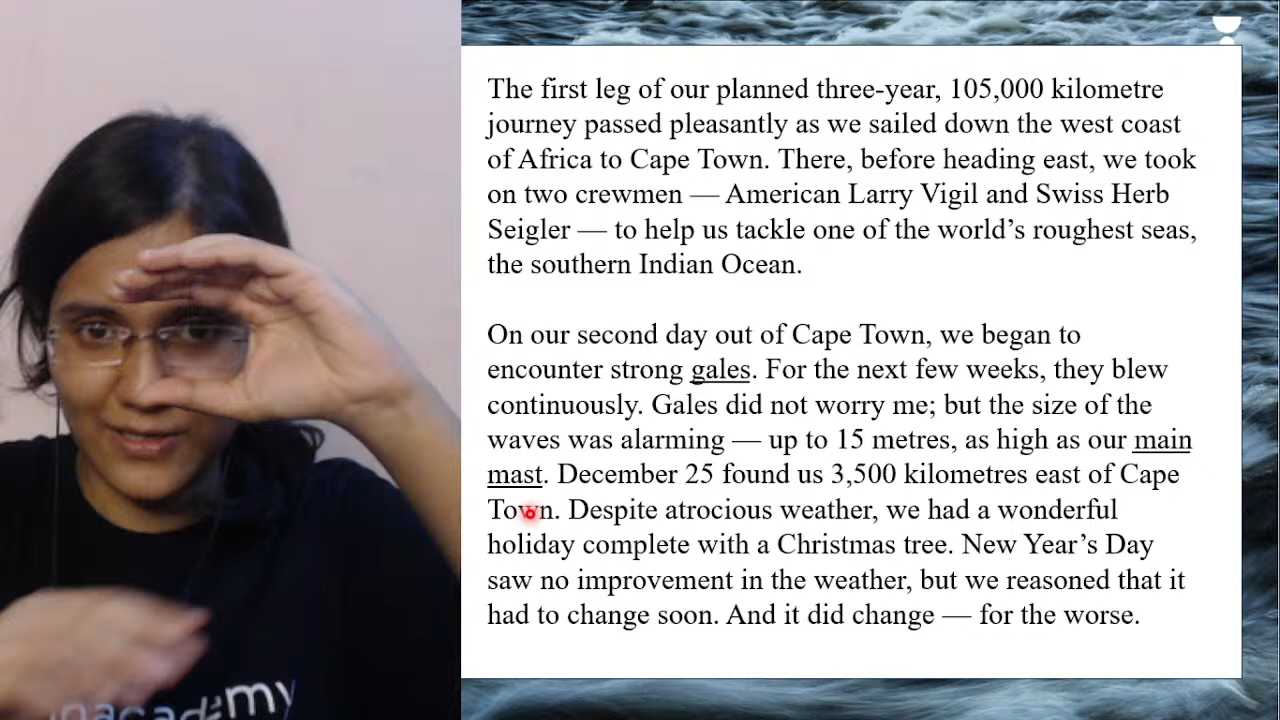 The first leg of our planned three-year, 105,000 kilometre
journey passed pleasantly as we sailed down the west coast
of Africa to Cape Town. There, before heading east, we took
on two crewmen — American Larry Vigil and Swiss Herb
Seigler — to help us tackle one of the world’s roughest seas,
the southern Indian Ocean.
On our second day out of Cape Town, we began to
encounter strong gales. For the next few weeks, they blew
continuously. Gales did not worry me; but the size of the
waves was alarming — up to 15 metres, as high as our main
mast. December 25 found us 3,500 kilometres east of Cape
Town. Despite atrocious weather, we had a wonderful
holiday complete with a Christmas tree. New Year’s Day
saw no improvement in the weather, but we reasoned that it
had to change soon. And it did change — for the worse.